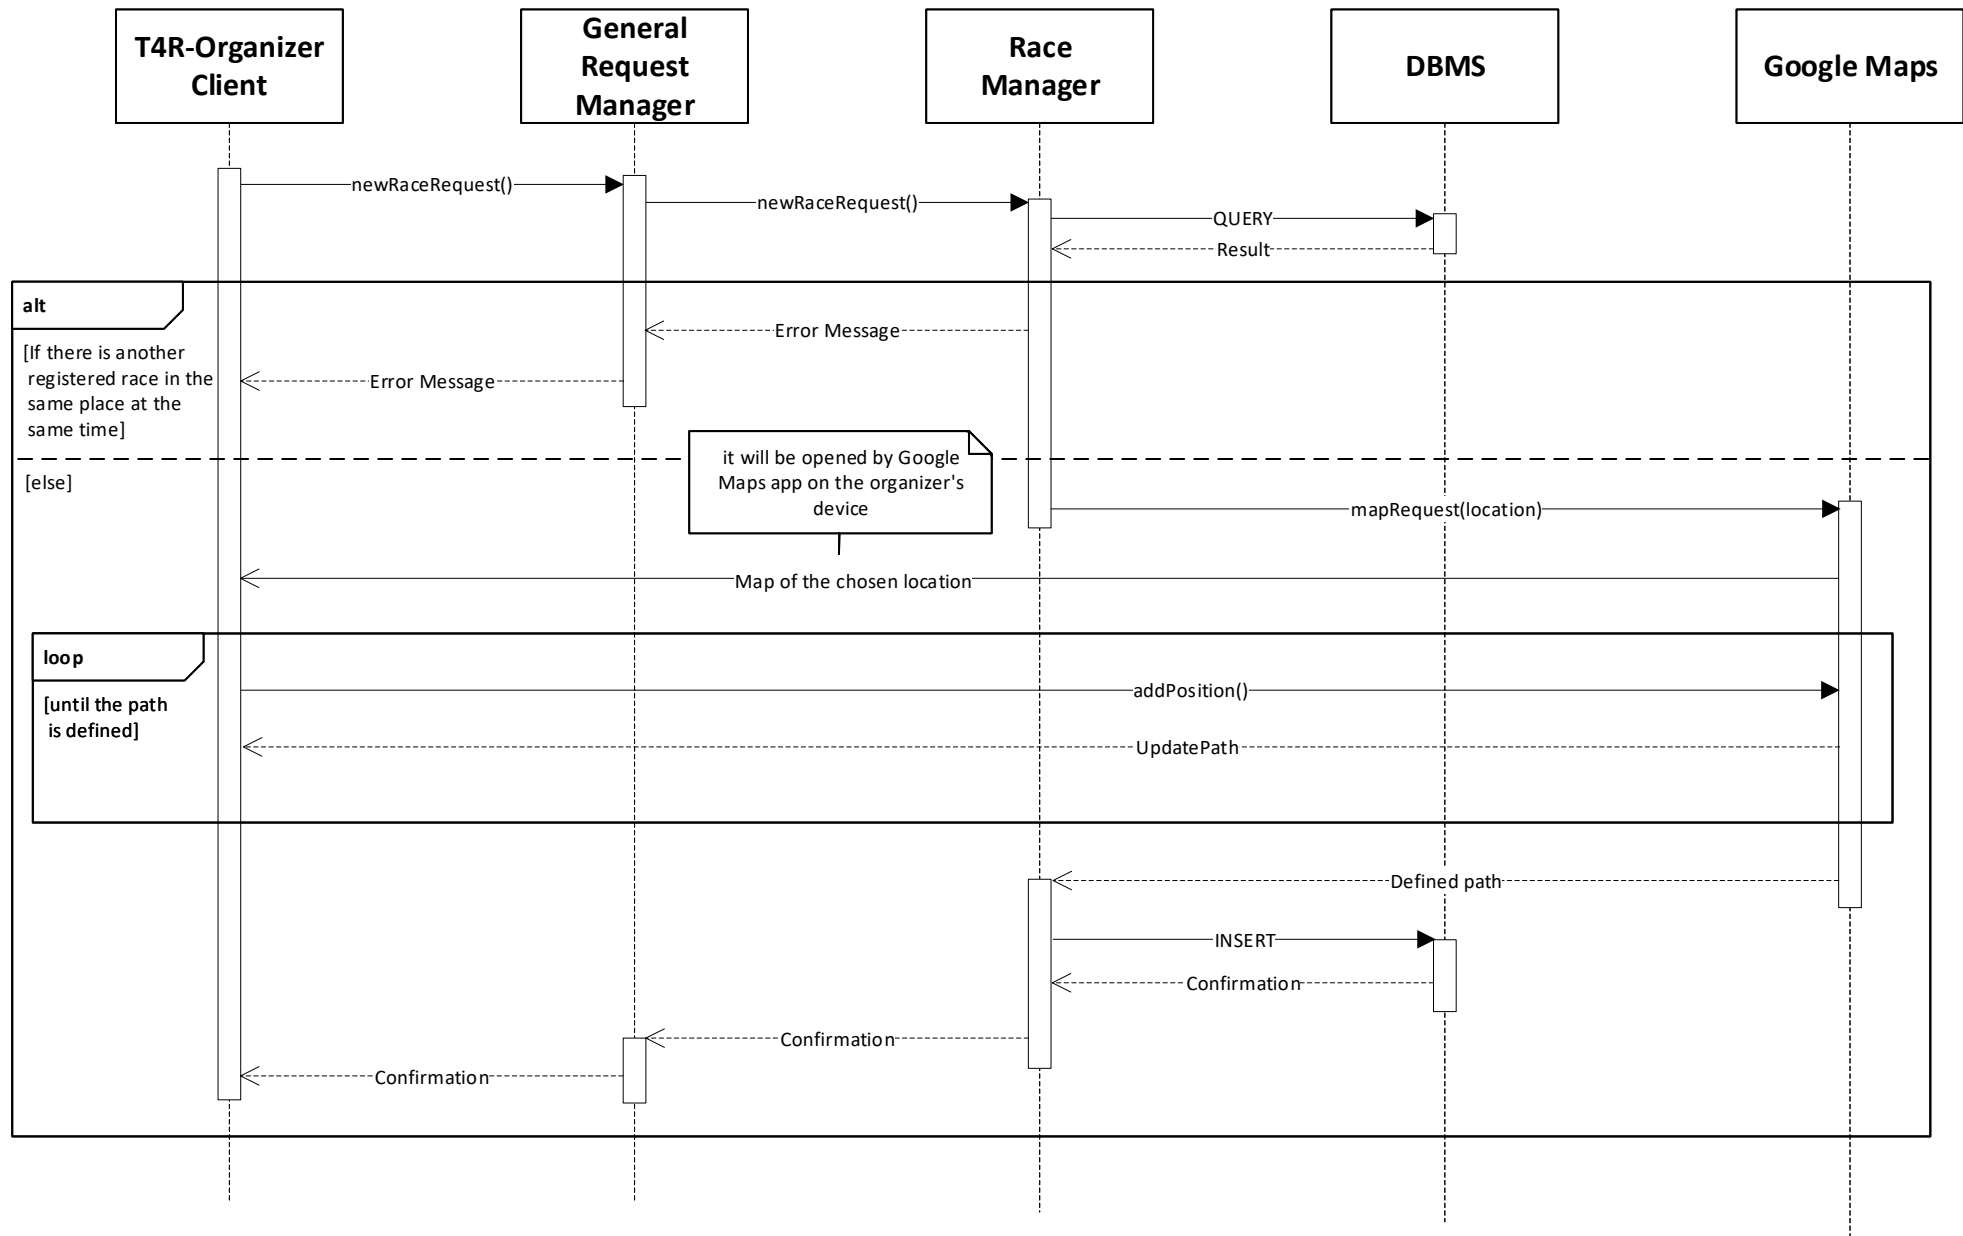 T4R-Organizer
Client
General
Request
Manager
Race
Manager
DBMS
Google Maps
newRaceRequest()
newRaceRequest()
QUERY
Result
alt
[If there is another
registered race in the
same place at the
same time]
Error Message
Error Message
[else]
it will be opened by Google
Maps app on the organizer's
device
mapRequest(location)
Map of the chosen location
loop
[until the path
is defined]
addPosition()
UpdatePath
Defined path
INSERT
Confirmation
Confirmation
Confirmation